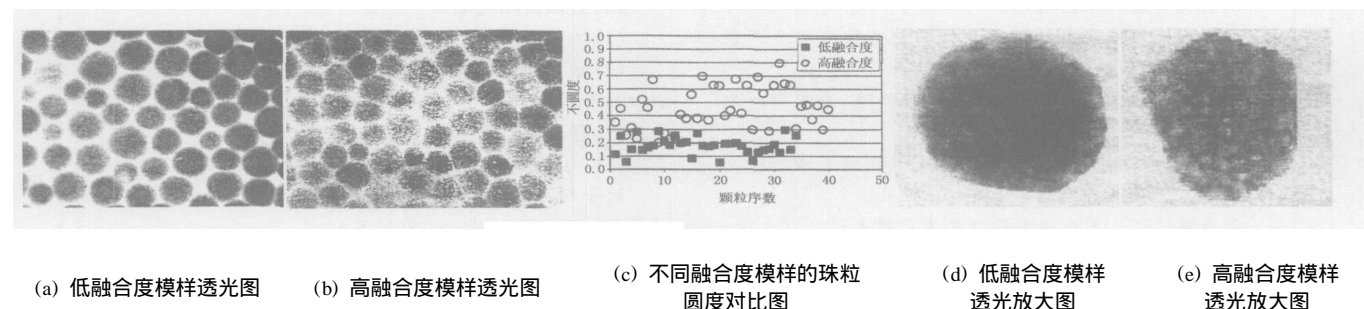 1.0
0.9
0.8
0.7
0.6
0.5
0.4
0.3
0.2
0.1
0.0
不圆度
低融合度
高融合度
0 10 20 30 40 50
颗粒序数
(a) 低融合度模样透光图
(b) 高融合度模样透光图
(c) 不同融合度模样的珠粒
圆度对比图
(d) 低融合度模样
透光放大图
(e) 高融合度模样
透光放大图